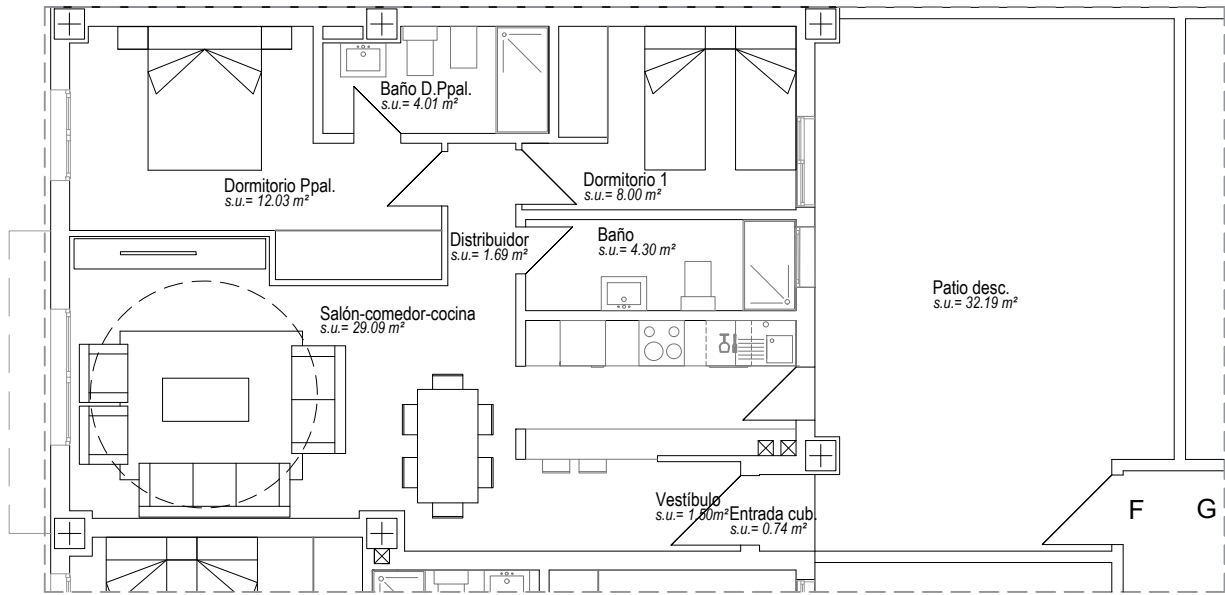 Baño D.Ppal.
s.u.= 4.01 m²
Dormitorio Ppal.
s.u.= 12.03 m²
Dormitorio 1
s.u.= 8.00 m²
Distribuidor
s.u.= 1.69 m²
Baño
s.u.= 4.30 m²
Patio desc.
s.u.= 32.19 m²
Salón-comedor-cocina
s.u.= 29.09 m²
Vestíbulo
s.u.= 1.50m²
Entrada cub.
s.u.= 0.74 m²
F
G